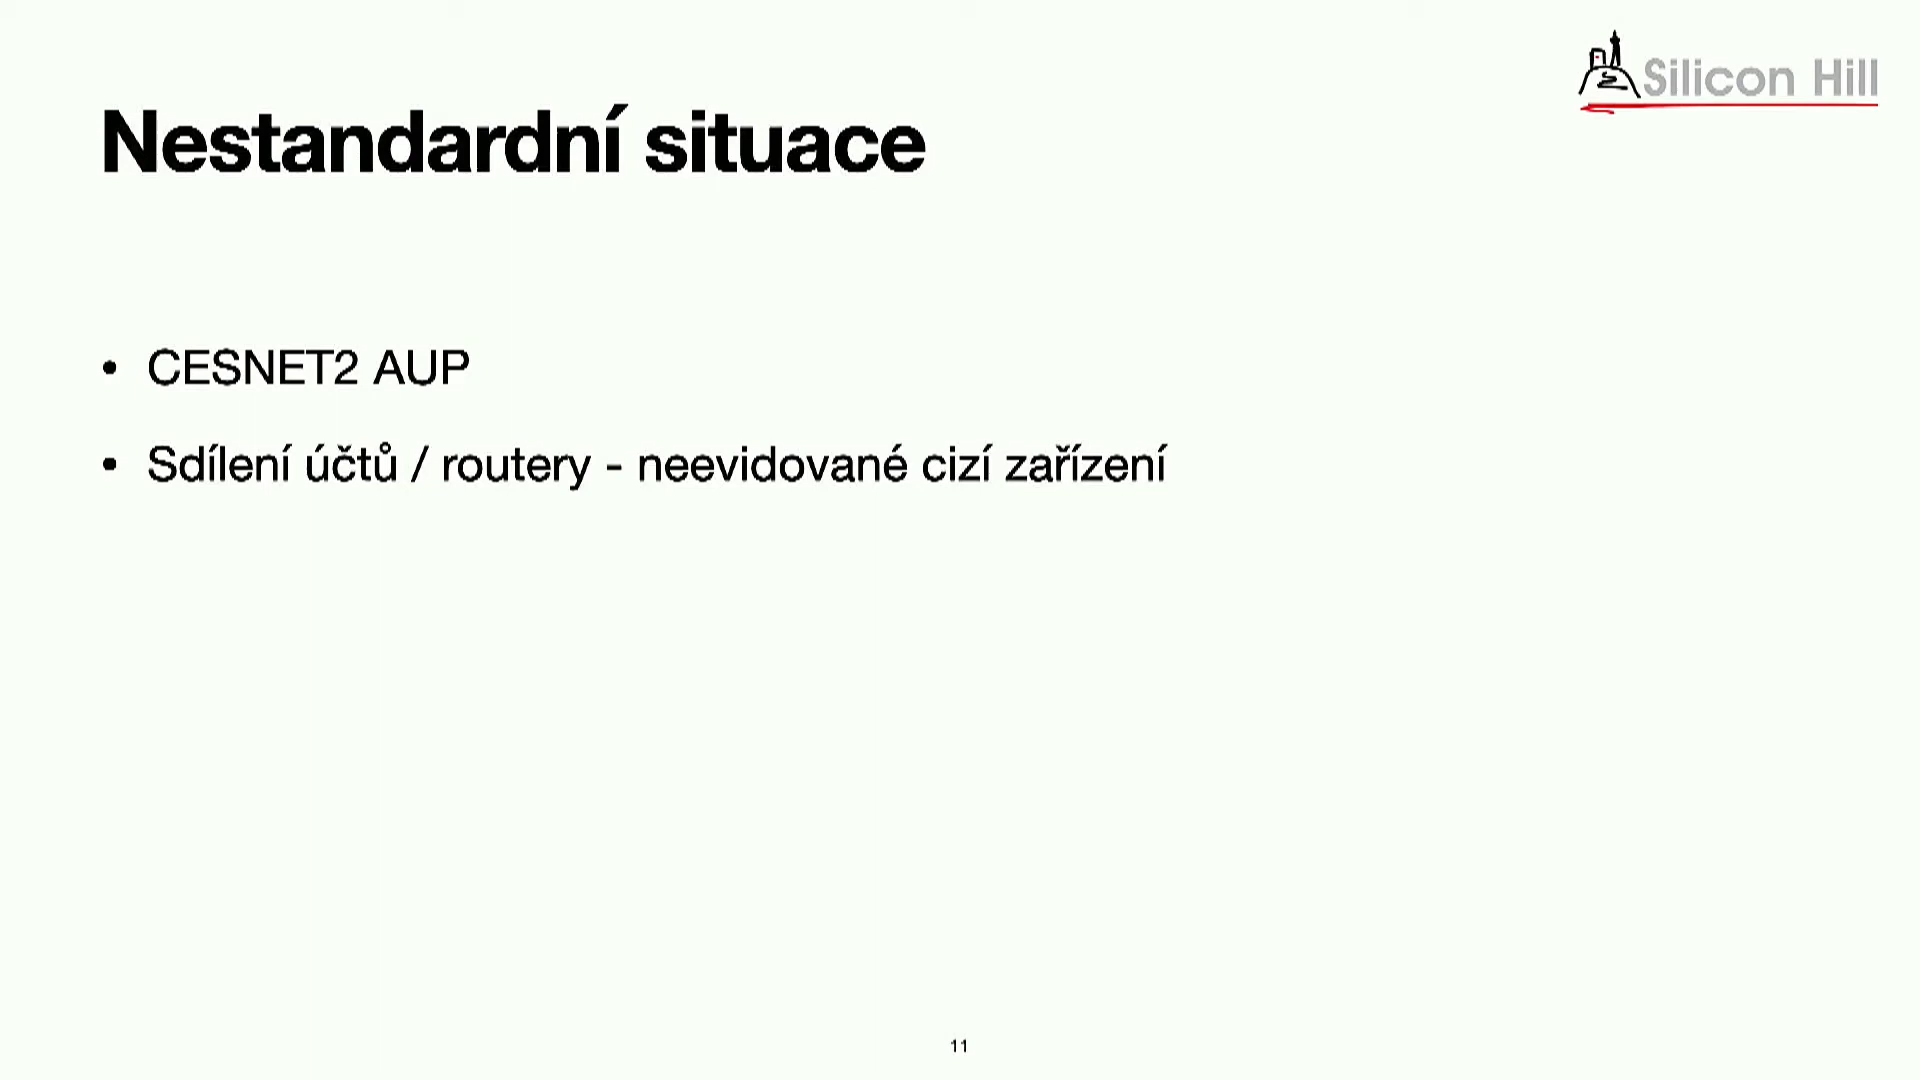 Silicon Hill
Nestandardní situace
• CESNET2 AUP
• Sdílení účtů / routery - neevidované cizí zařízení
11